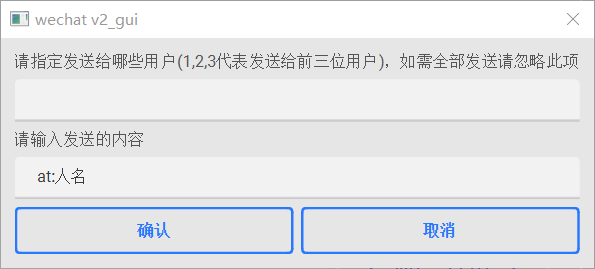 wechat v2_gui
请指定发送给哪些用户(1,2,3代表发送给前三位用户)，如需全部发送请忽略此项
请输入发送的内容
at:人名
确认 取消